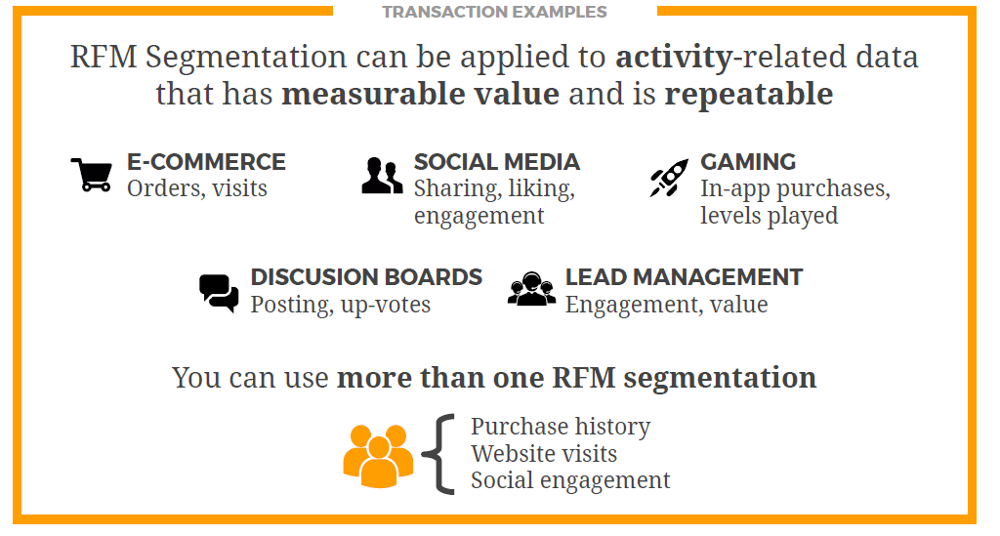 TRANSACTION EXAMPLES
RFM Segmentation can be applied to activity-related data
that has measurable value and is repeatable
E-COMMERCE
Orders, visits
SOCIAL MEDIA
Sharing, liking,
engagement
GAMING
In-app purchases,
levels played
DISCUSION BOARDS
Posting, up-votes
LEAD MANAGEMENT
Engagement, value
You can use more than one RFM segmentation
Purchase history
Website visits
Social engagement